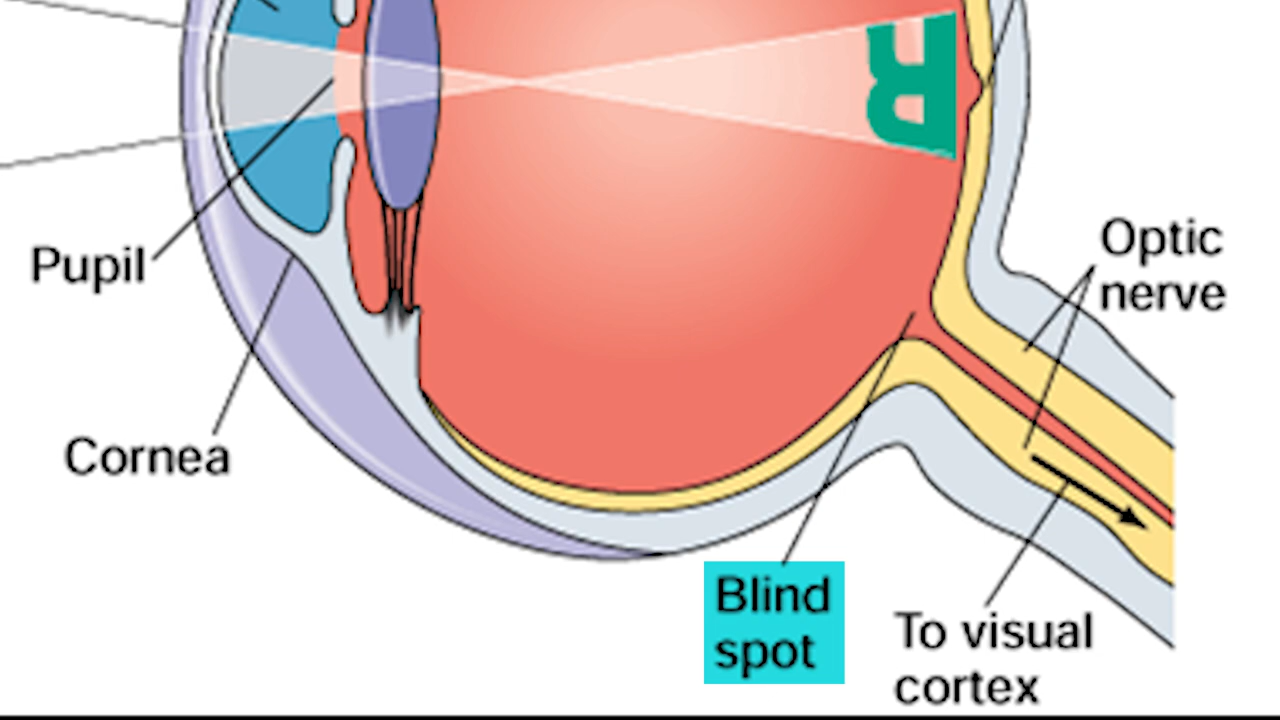 Pupil
Cornea
Optic
nerve
Blind
spot
To visual
cortex
R